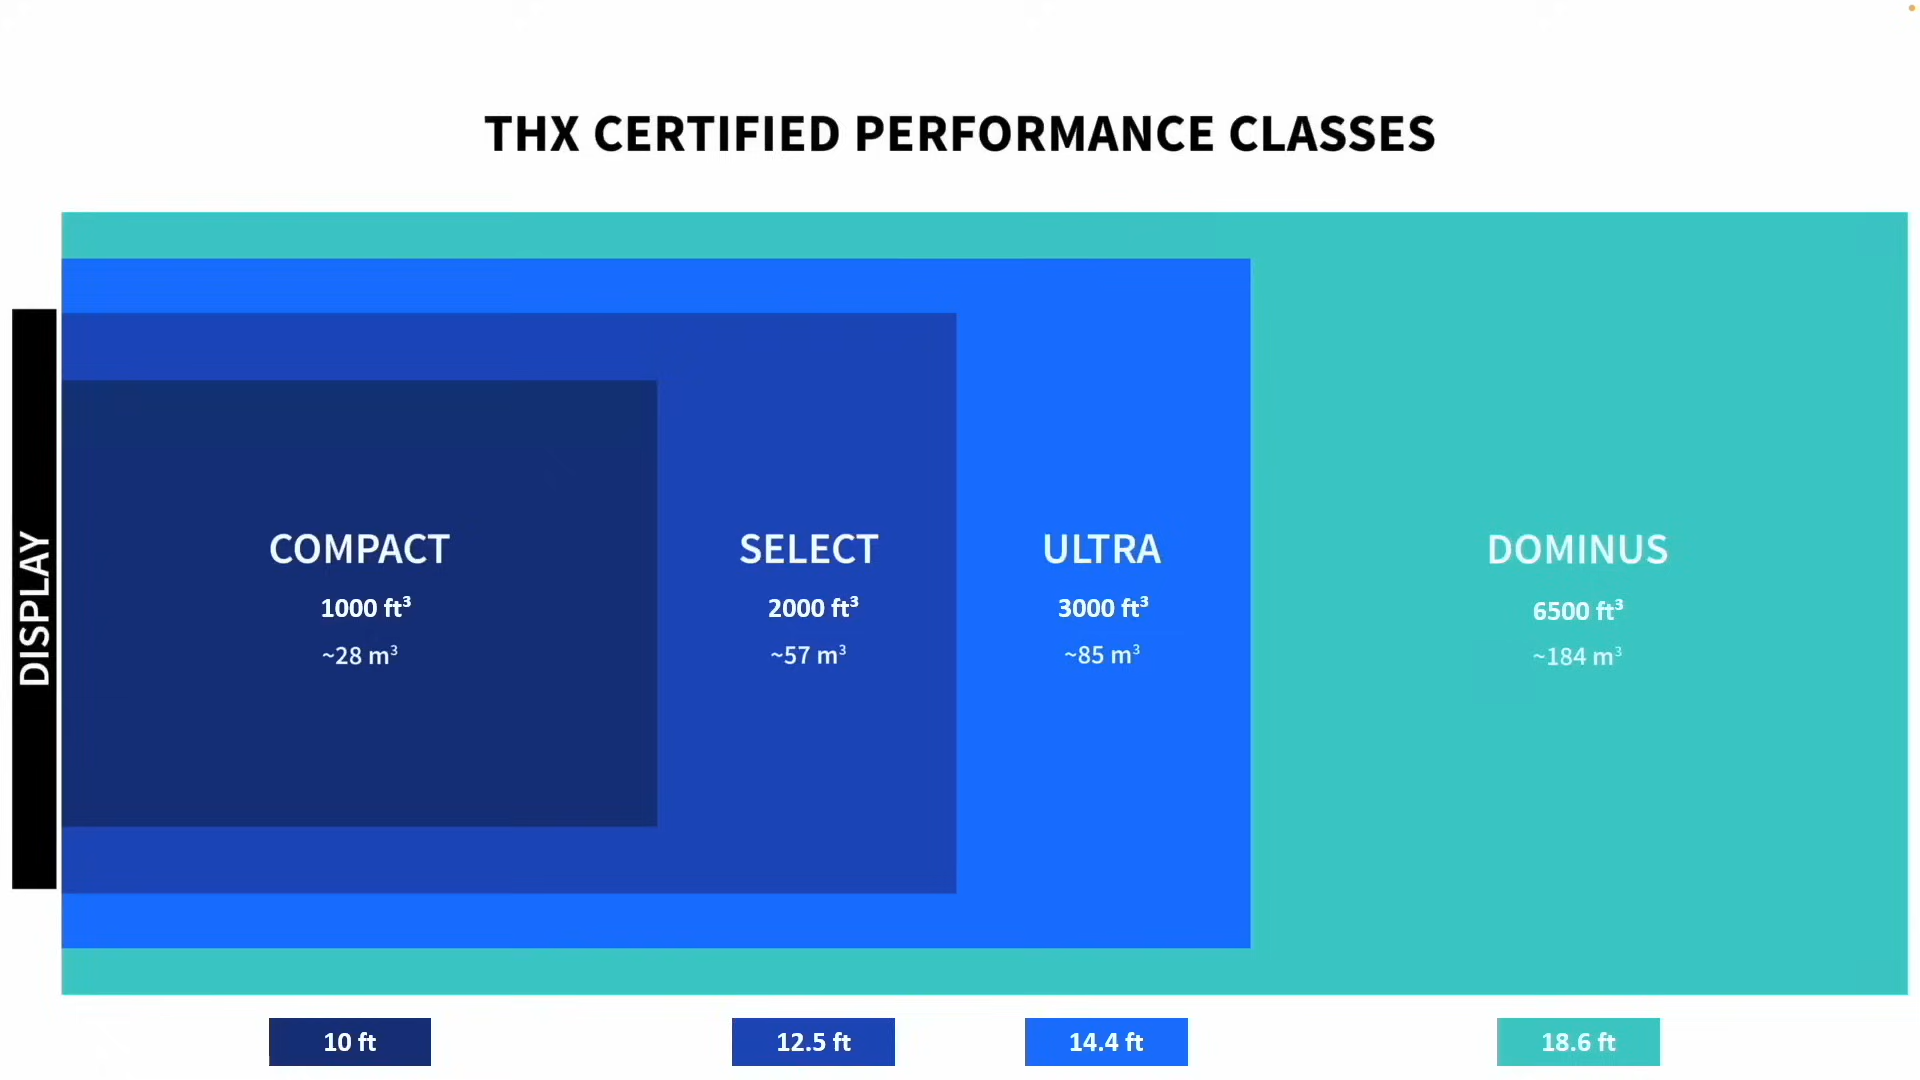 THX CERTIFIED PERFORMANCE CLASSES
DISPLAY
COMPACT
1000 ft³
~28 m³
SELECT
2000 ft³
~57 m³
ULTRA
3000 ft³
~85 m³
DOMINUS
6500 ft³
~184 m³
10 ft
12.5 ft
14.4 ft
18.6 ft